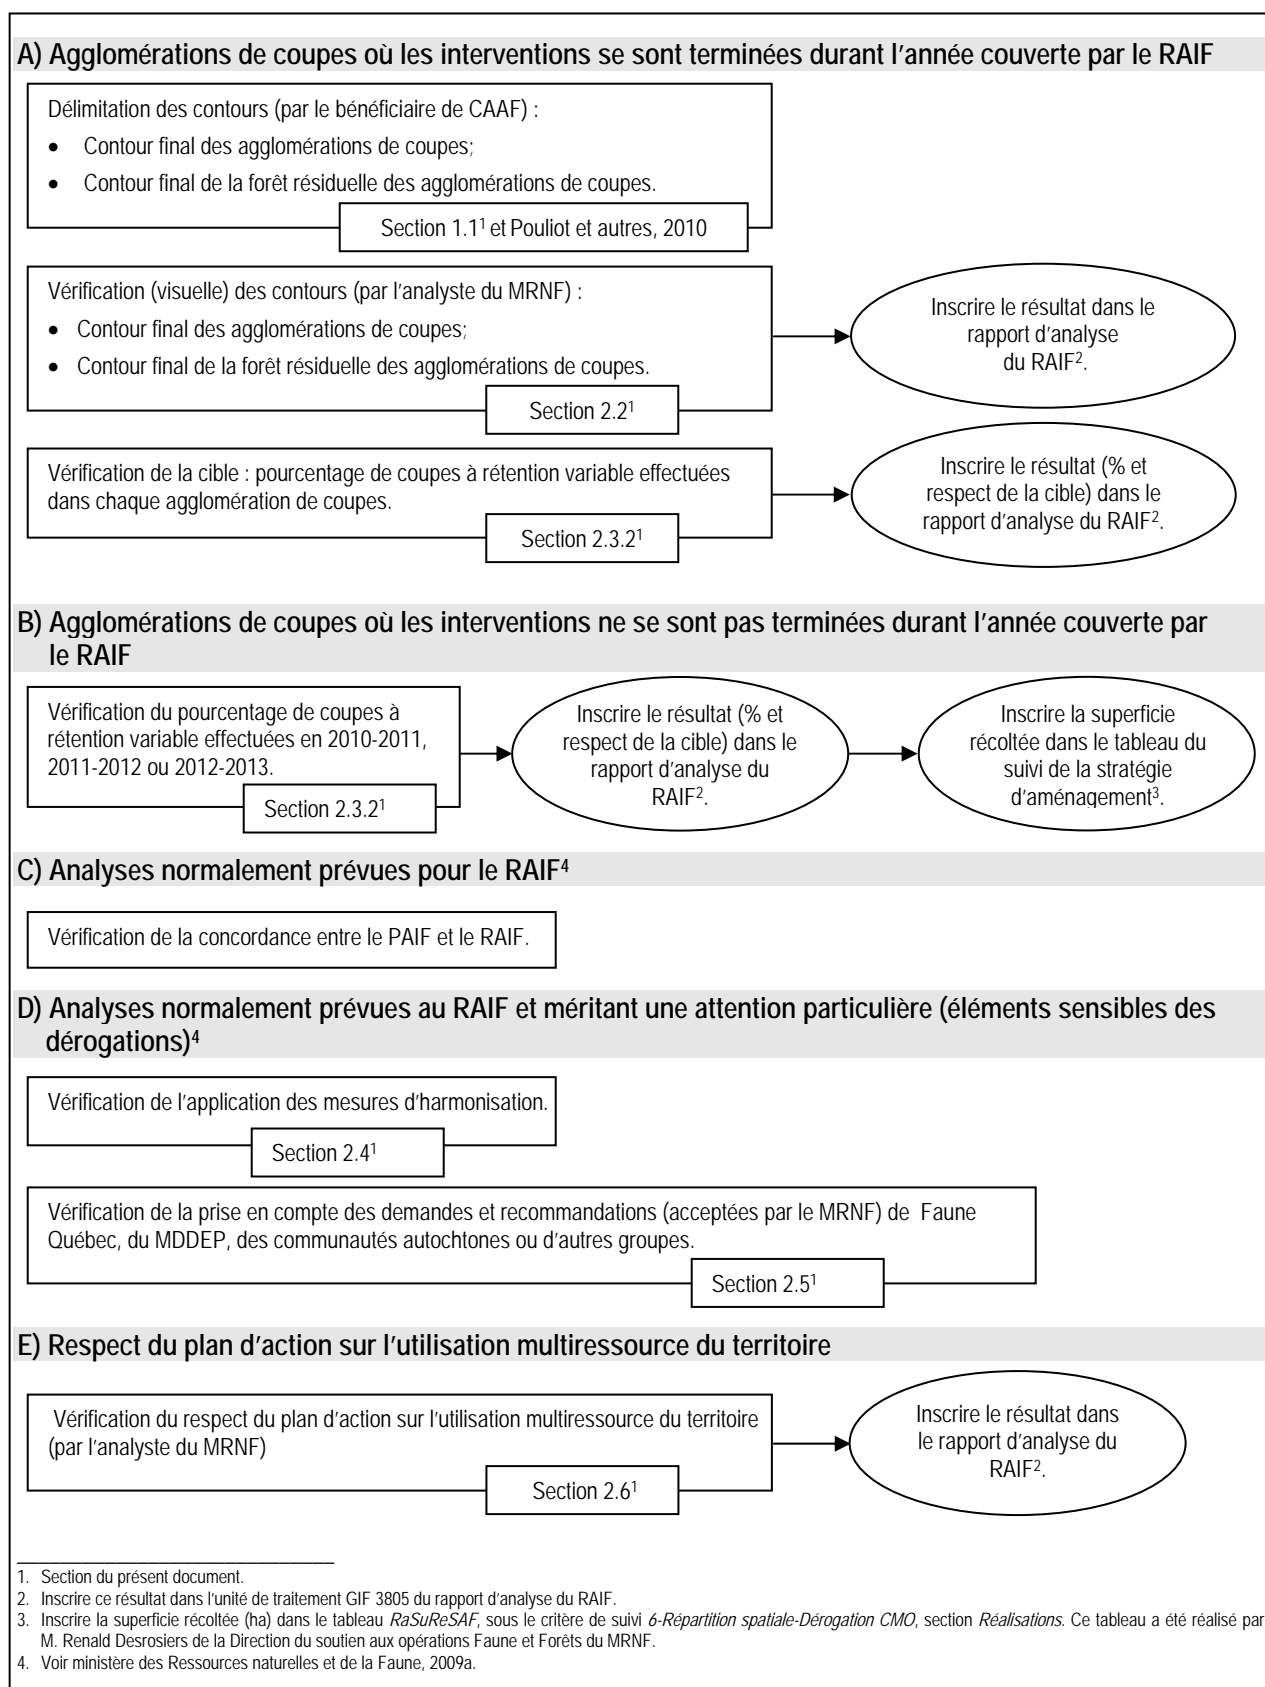 A) Agglomérations de coupes où les interventions se sont terminées durant l'année couverte par le RAIF
Délimitation des contours (par le bénéficiaire de CAAF) :
• Contour final des agglomérations de coupes;
• Contour final de la forêt résiduelle des agglomérations de coupes.
Section 1.1¹ et Pouliot et autres, 2010
Vérification (visuelle) des contours (par l'analyste du MRNF) :
• Contour final des agglomérations de coupes;
• Contour final de la forêt résiduelle des agglomérations de coupes.
Section 2.2¹
Inscrire le résultat dans le
rapport d'analyse
du RAIF².
Vérification de la cible : pourcentage de coupes à rétention variable effectuées
dans chaque agglomération de coupes.
Section 2.3.2¹
Inscrire le résultat (% et
respect de la cible) dans le
rapport d'analyse du RAIF².
B) Agglomérations de coupes où les interventions ne se sont pas terminées durant l'année couverte par
le RAIF
Vérification du pourcentage de coupes à
rétention variable effectuées en 2010-2011,
2011-2012 ou 2012-2013.
Section 2.3.2¹
Inscrire le résultat (% et
respect de la cible) dans le
rapport d'analyse du
RAIF².
Inscrire la superficie
récoltée dans le tableau du
suivi de la stratégie
d'aménagement³.
C) Analyses normalement prévues pour le RAIF⁴
Vérification de la concordance entre le PAIF et le RAIF.
D) Analyses normalement prévues au RAIF et méritant une attention particulière (éléments sensibles des
dérogations)⁴
Vérification de l'application des mesures d'harmonisation.
Section 2.4¹
Vérification de la prise en compte des demandes et recommandations (acceptées par le MRNF) de Faune
Québec, du MDDEP, des communautés autochtones ou d'autres groupes.
Section 2.5¹
E) Respect du plan d'action sur l'utilisation multiressource du territoire
Vérification du respect du plan d'action sur l'utilisation multiressource du territoire
(par l'analyste du MRNF)
Section 2.6¹
Inscrire le résultat dans
le rapport d'analyse du
RAIF².
1. Section du présent document.
2. Inscrire ce résultat dans l'unité de traitement GIF 3805 du rapport d'analyse du RAIF.
3. Inscrire la superficie récoltée (ha) dans le tableau RaSuReSAF, sous le critère de suivi 6-Répartition spatiale-Dérogation CMO, section Réalisations. Ce tableau a été réalisé par
M. Renald Desrosiers de la Direction du soutien aux opérations Faune et Forêts du MRNF.
4. Voir ministère des Ressources naturelles et de la Faune, 2009a.